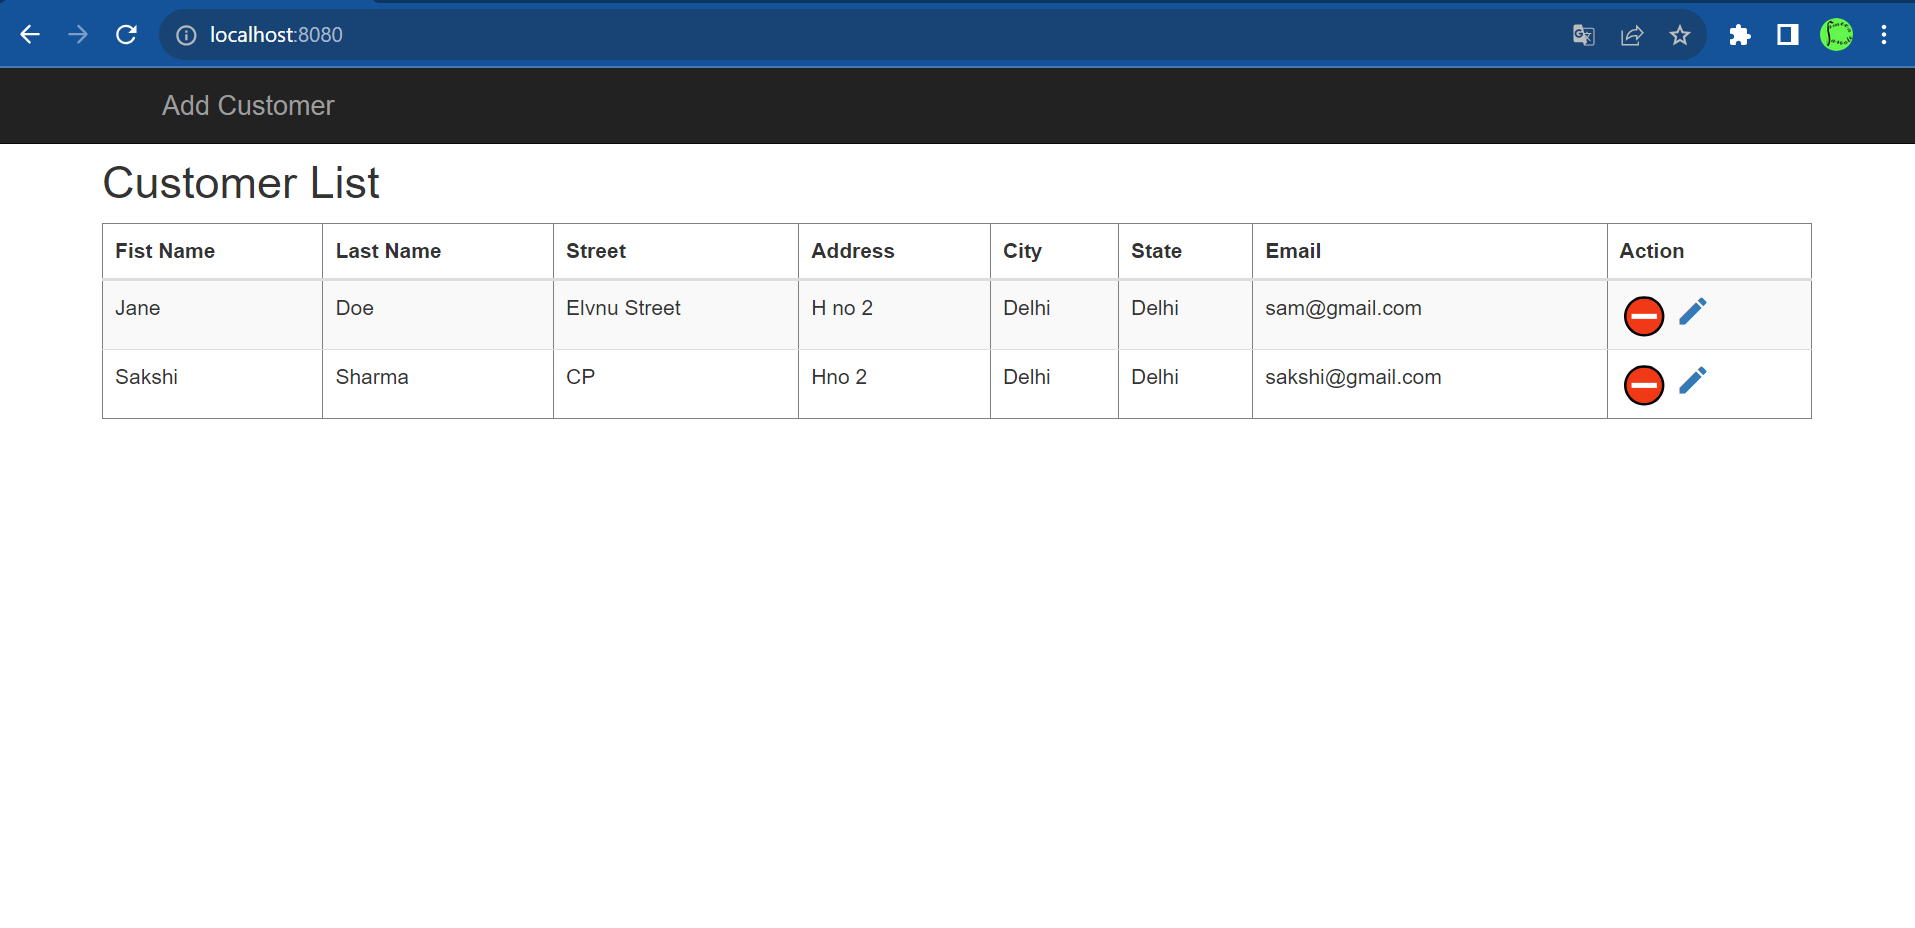 localhost:8080
Add Customer
Customer List
Fist Name Last Name Street Address City State Email Action
Jane Doe Elvnu Street H no 2 Delhi Delhi sam@gmail.com
Sakshi Sharma CP Hno 2 Delhi Delhi sakshi@gmail.com